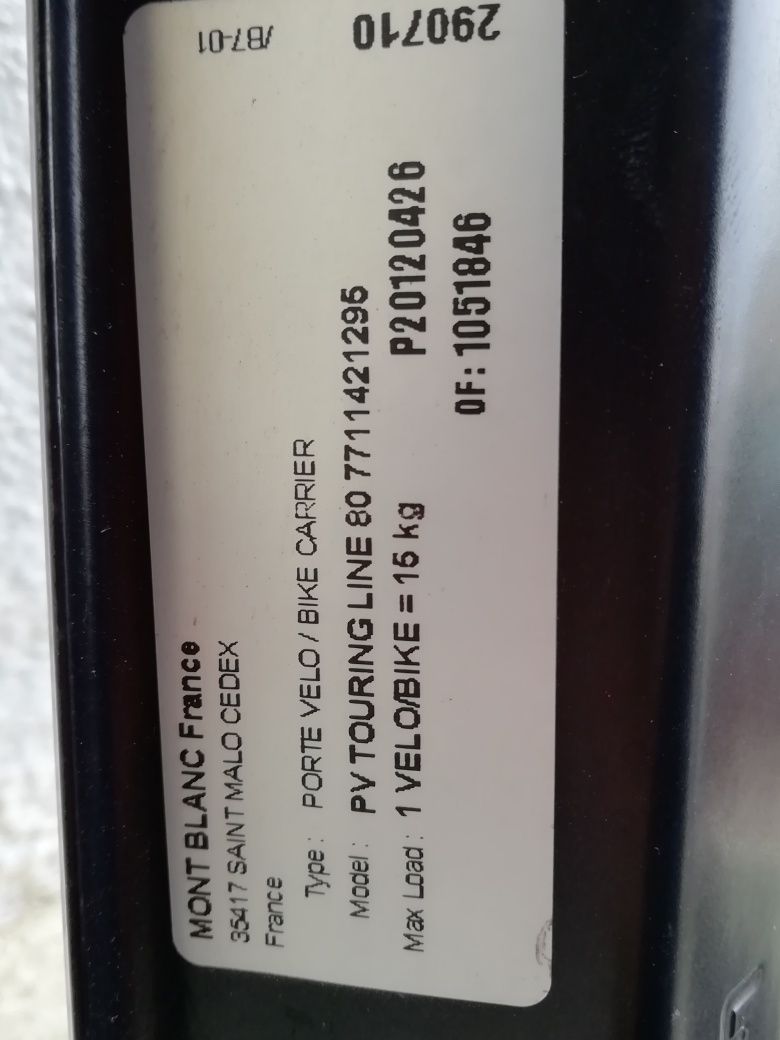 MONT BLANC France
35417 SAINT MALO CEDEX
France
/B7-01
Type : PORTE VELO / BIKE CARRIER
Model : PV TOURING LINE 80 7711421295
Max Load : 1 VELO/BIKE = 15 kg
P20120426
OF: 1051846
290710